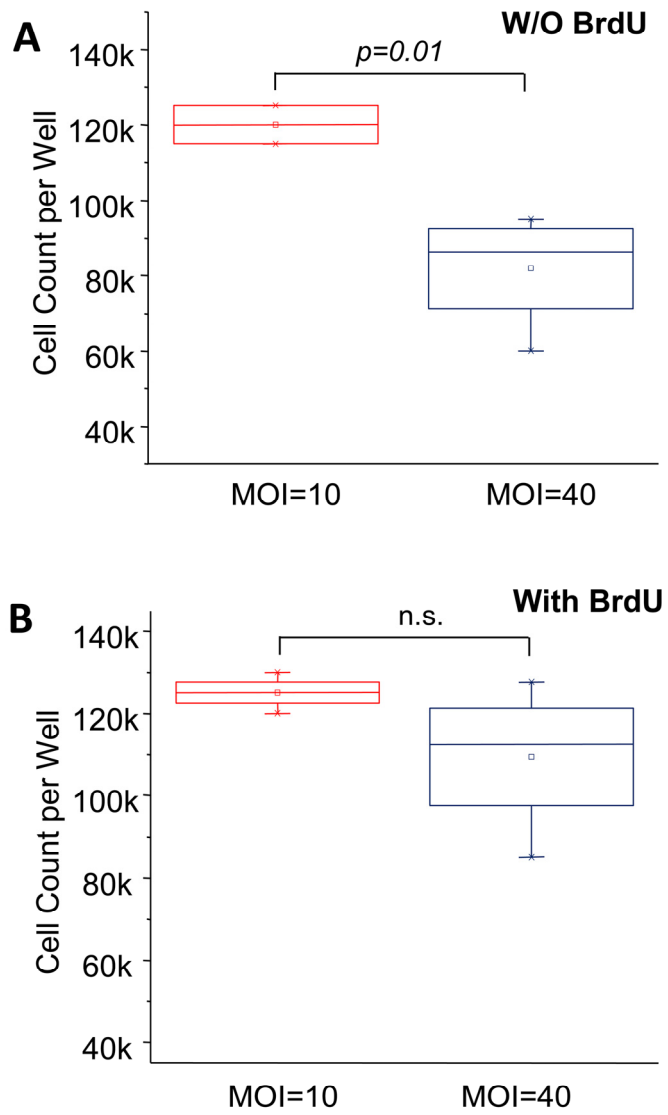 A
W/O BrdU
p=0.01
140k
120k
100k
80k
60k
40k
Cell Count per Well
MOI=10 MOI=40
B
With BrdU
n.s.
140k
120k
100k
80k
60k
40k
Cell Count per Well
MOI=10 MOI=40